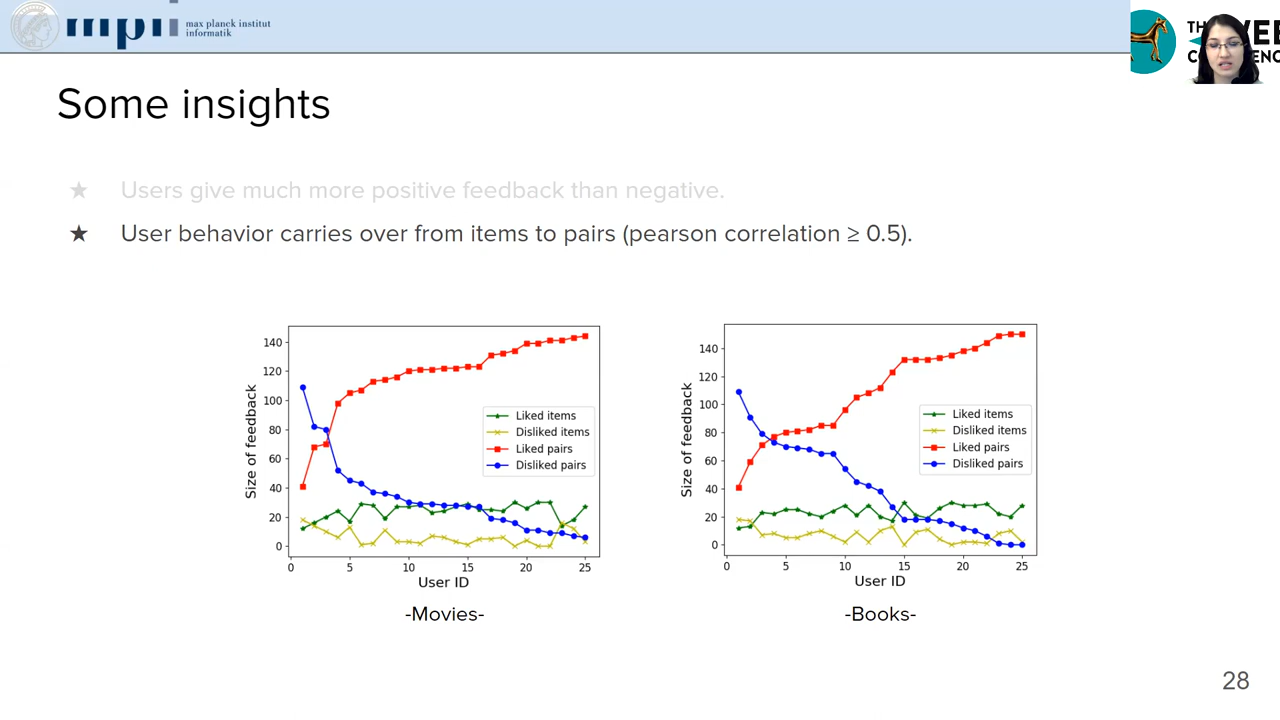 max planck institut
informatik
Some insights
★ Users give much more positive feedback than negative.
★ User behavior carries over from items to pairs (pearson correlation ≥ 0.5).
Size of feedback
140
120
100
80
60
40
20
0
0 5 10 15 20 25
User ID
Liked items
Disliked items
Liked pairs
Disliked pairs
-Movies-
Size of feedback
140
120
100
80
60
40
20
0
0 5 10 15 20 25
User ID
Liked items
Disliked items
Liked pairs
Disliked pairs
-Books-
28